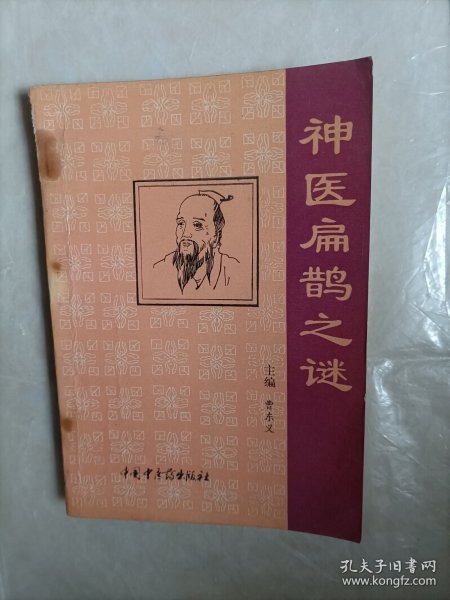 神医扁鹊之谜
主编 曹东义
中国中医药出版社
孔夫子旧书网
www.kongfz.com